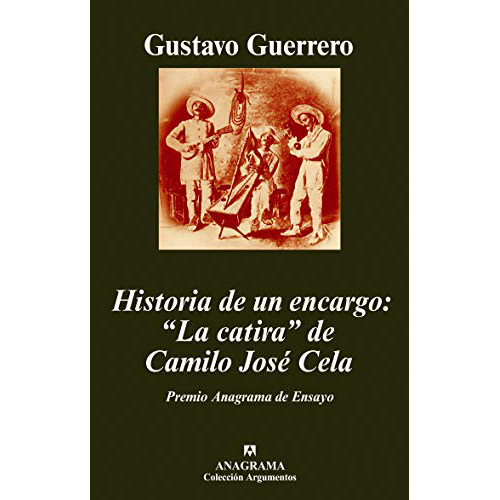 Gustavo Guerrero
Historia de un encargo:
“La catira” de
Camilo José Cela
Premio Anagrama de Ensayo
ANAGRAMA
Colección Argumentos